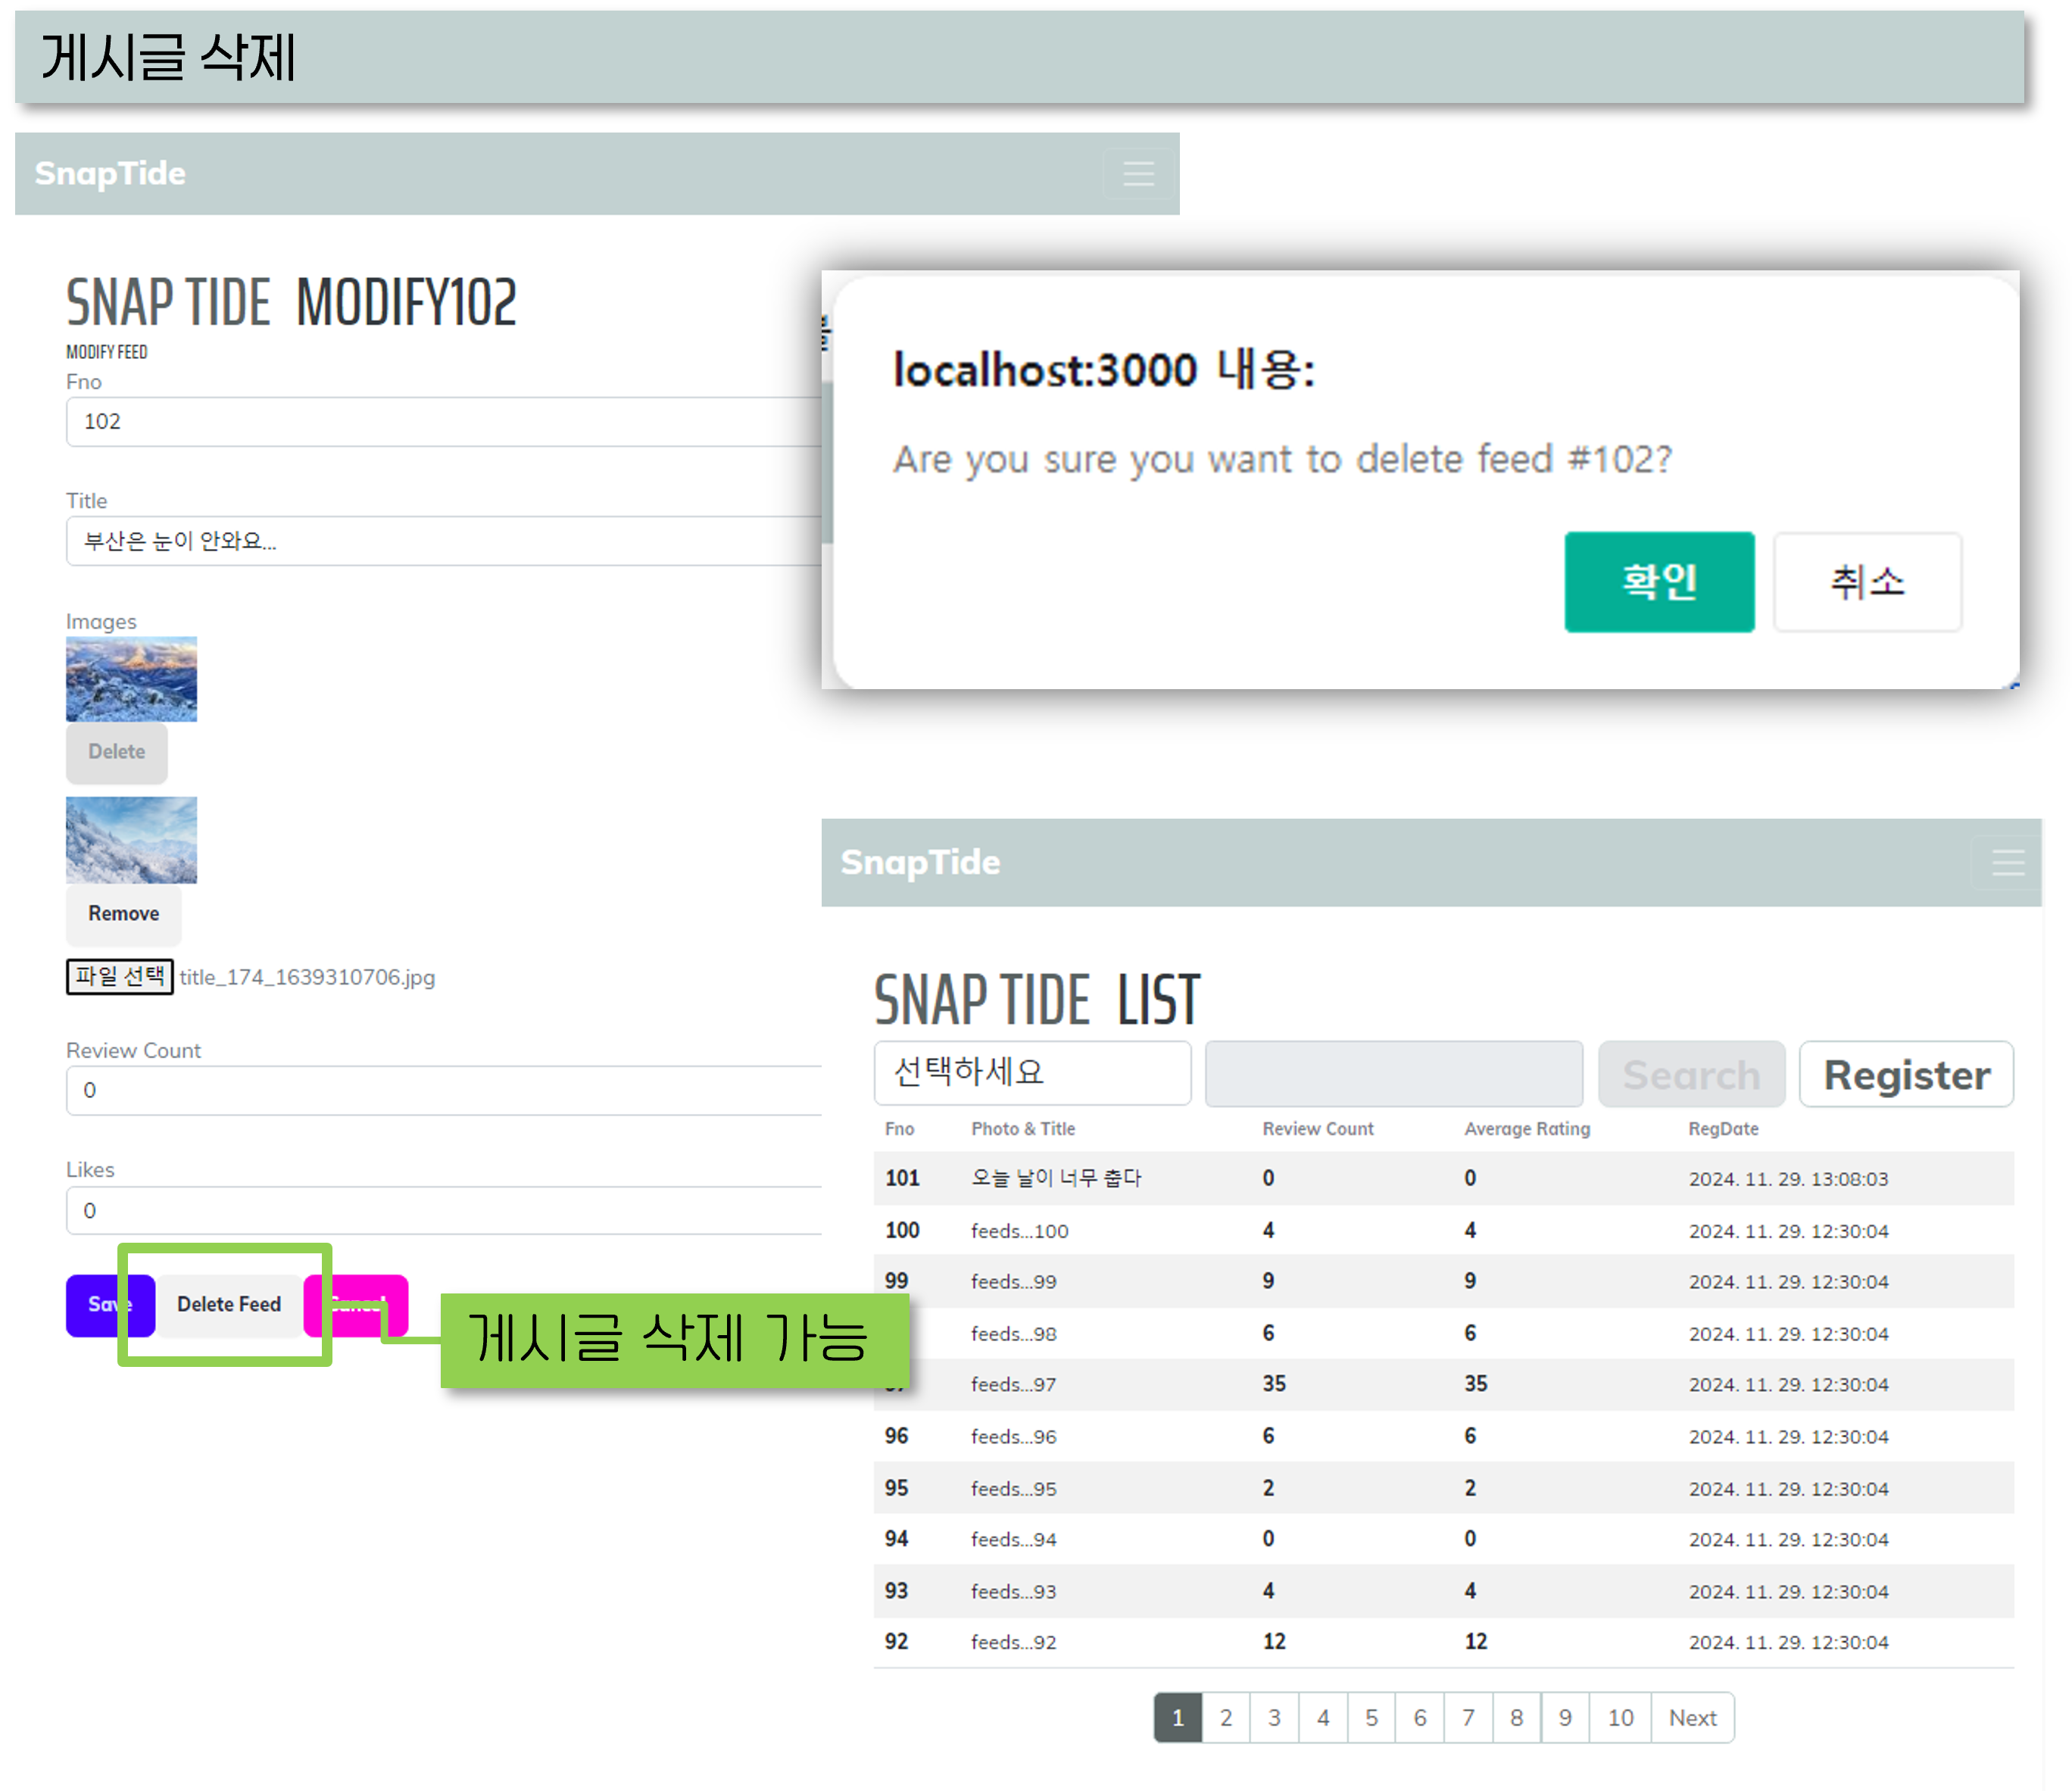 게시글 삭제
SnapTide
SNAP TIDE MODIFY102
MODIFY FEED
Fno
102
Title
부산은 눈이 안와요...
Images
Delete
Remove
파일 선택 title_174_1639310706.jpg
Review Count
0
Likes
0
Save Delete Feed Cancel
게시글 삭제 가능
localhost:3000 내용:
Are you sure you want to delete feed #102?
확인 취소
SnapTide
SNAP TIDE LIST
선택하세요 Search Register
Fno Photo & Title Review Count Average Rating RegDate
101 오늘 날이 너무 춥다 0 0 2024. 11. 29. 13:08:03
100 feeds...100 4 4 2024. 11. 29. 12:30:04
99 feeds...99 9 9 2024. 11. 29. 12:30:04
feeds...98 6 6 2024. 11. 29. 12:30:04
feeds...97 35 35 2024. 11. 29. 12:30:04
96 feeds...96 6 6 2024. 11. 29. 12:30:04
95 feeds...95 2 2 2024. 11. 29. 12:30:04
94 feeds...94 0 0 2024. 11. 29. 12:30:04
93 feeds...93 4 4 2024. 11. 29. 12:30:04
92 feeds...92 12 12 2024. 11. 29. 12:30:04
1 2 3 4 5 6 7 8 9 10 Next